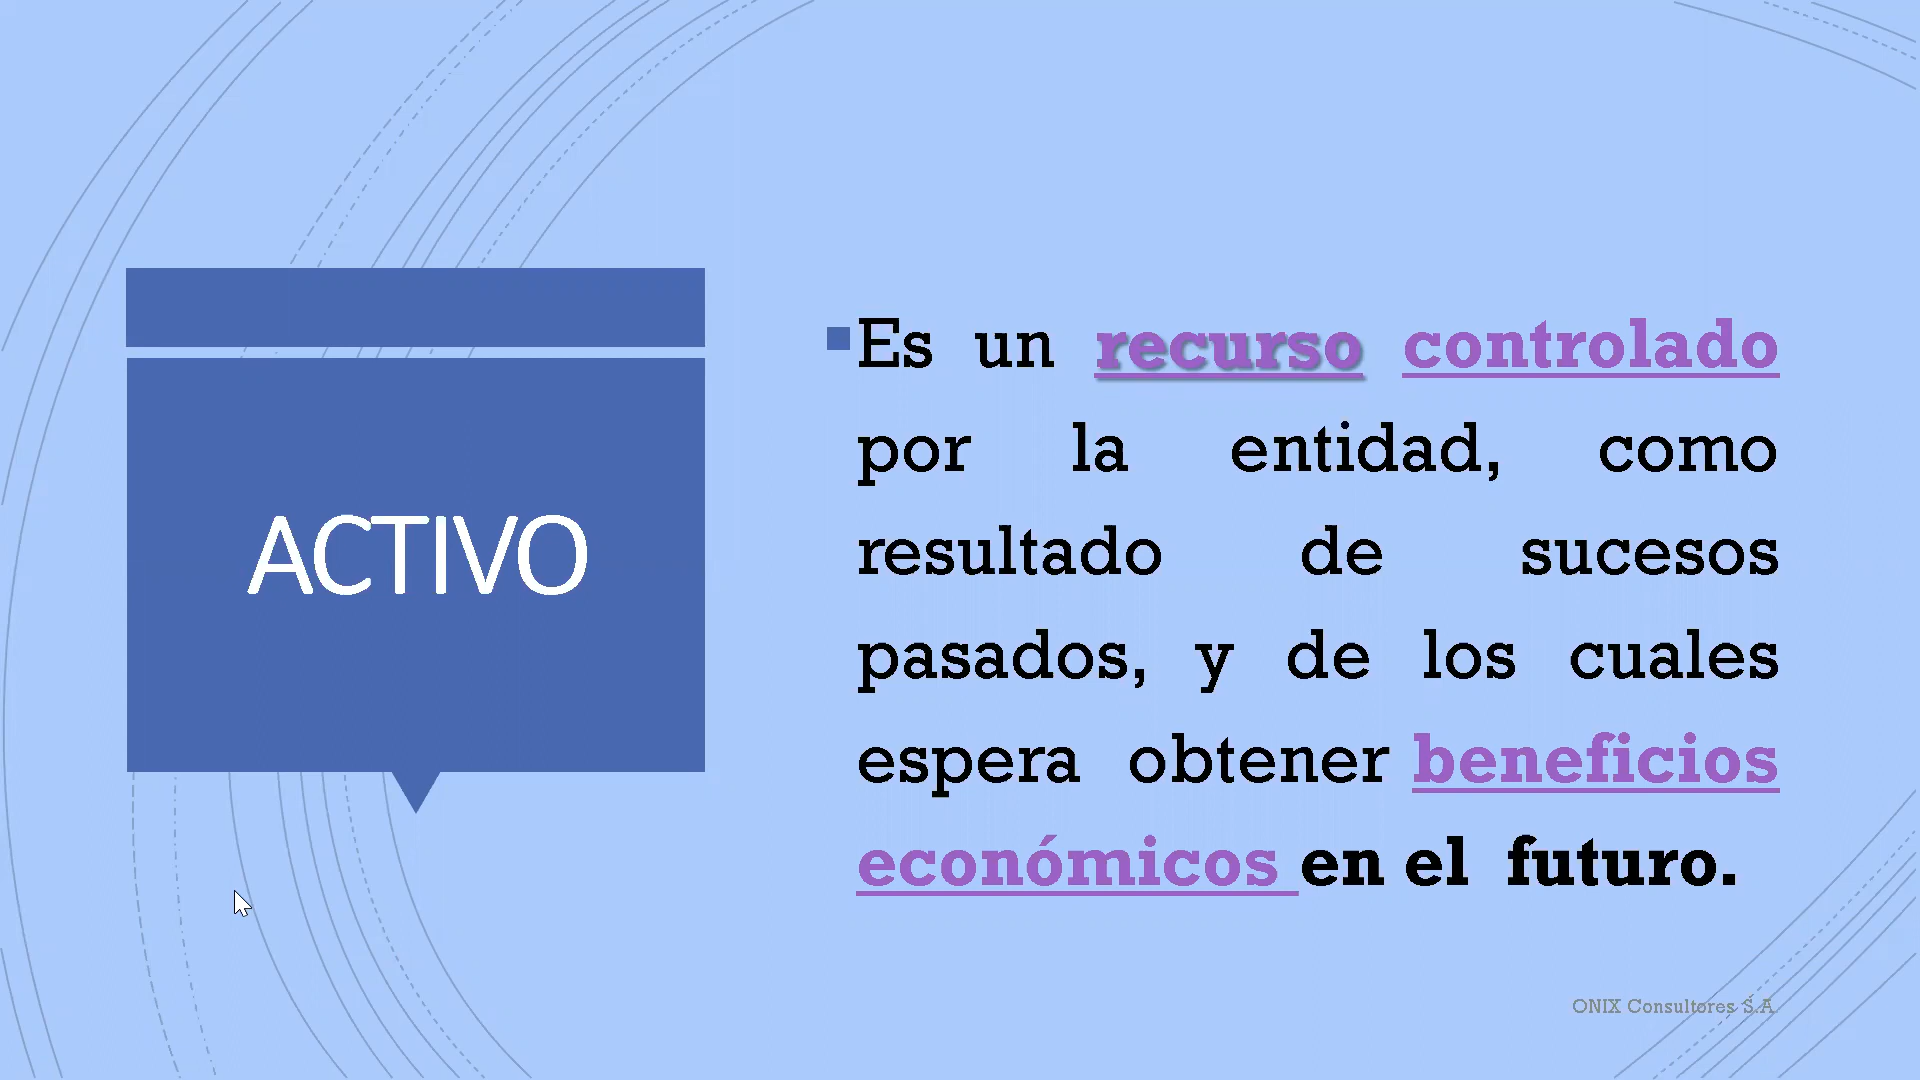 ACTIVO
Es un recurso controlado
por la entidad, como
resultado de sucesos
pasados, y de los cuales
espera obtener beneficios
económicos en el futuro.
ONIX Consultores S.A.